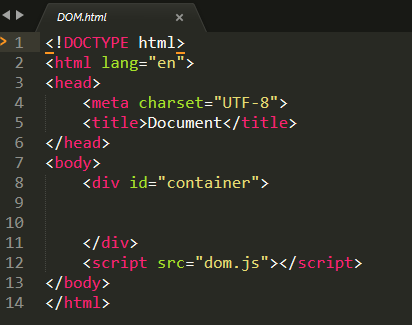 DOM.html ×
1 <!DOCTYPE html>
2 <html lang="en">
3 <head>
4     <meta charset="UTF-8">
5     <title>Document</title>
6 </head>
7 <body>
8     <div id="container">
9
10
11     </div>
12     <script src="dom.js"></script>
13 </body>
14 </html>